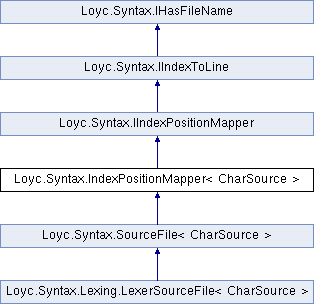 Loyc.Syntax.IHasFileName
Loyc.Syntax.IIndexToLine
Loyc.Syntax.IIndexPositionMapper
Loyc.Syntax.IndexPositionMapper< CharSource >
Loyc.Syntax.SourceFile< CharSource >
Loyc.Syntax.Lexing.LexerSourceFile< CharSource >